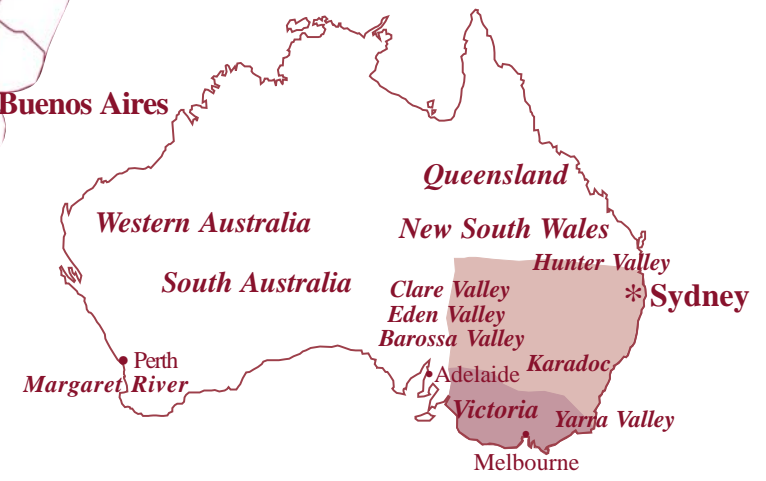 Buenos Aires
Queensland
Western Australia
New South Wales
Hunter Valley
South Australia
Clare Valley
* Sydney
Eden Valley
Barossa Valley
Perth
Karadoc
Adelaide
Margaret River
Victoria
Yarra Valley
Melbourne